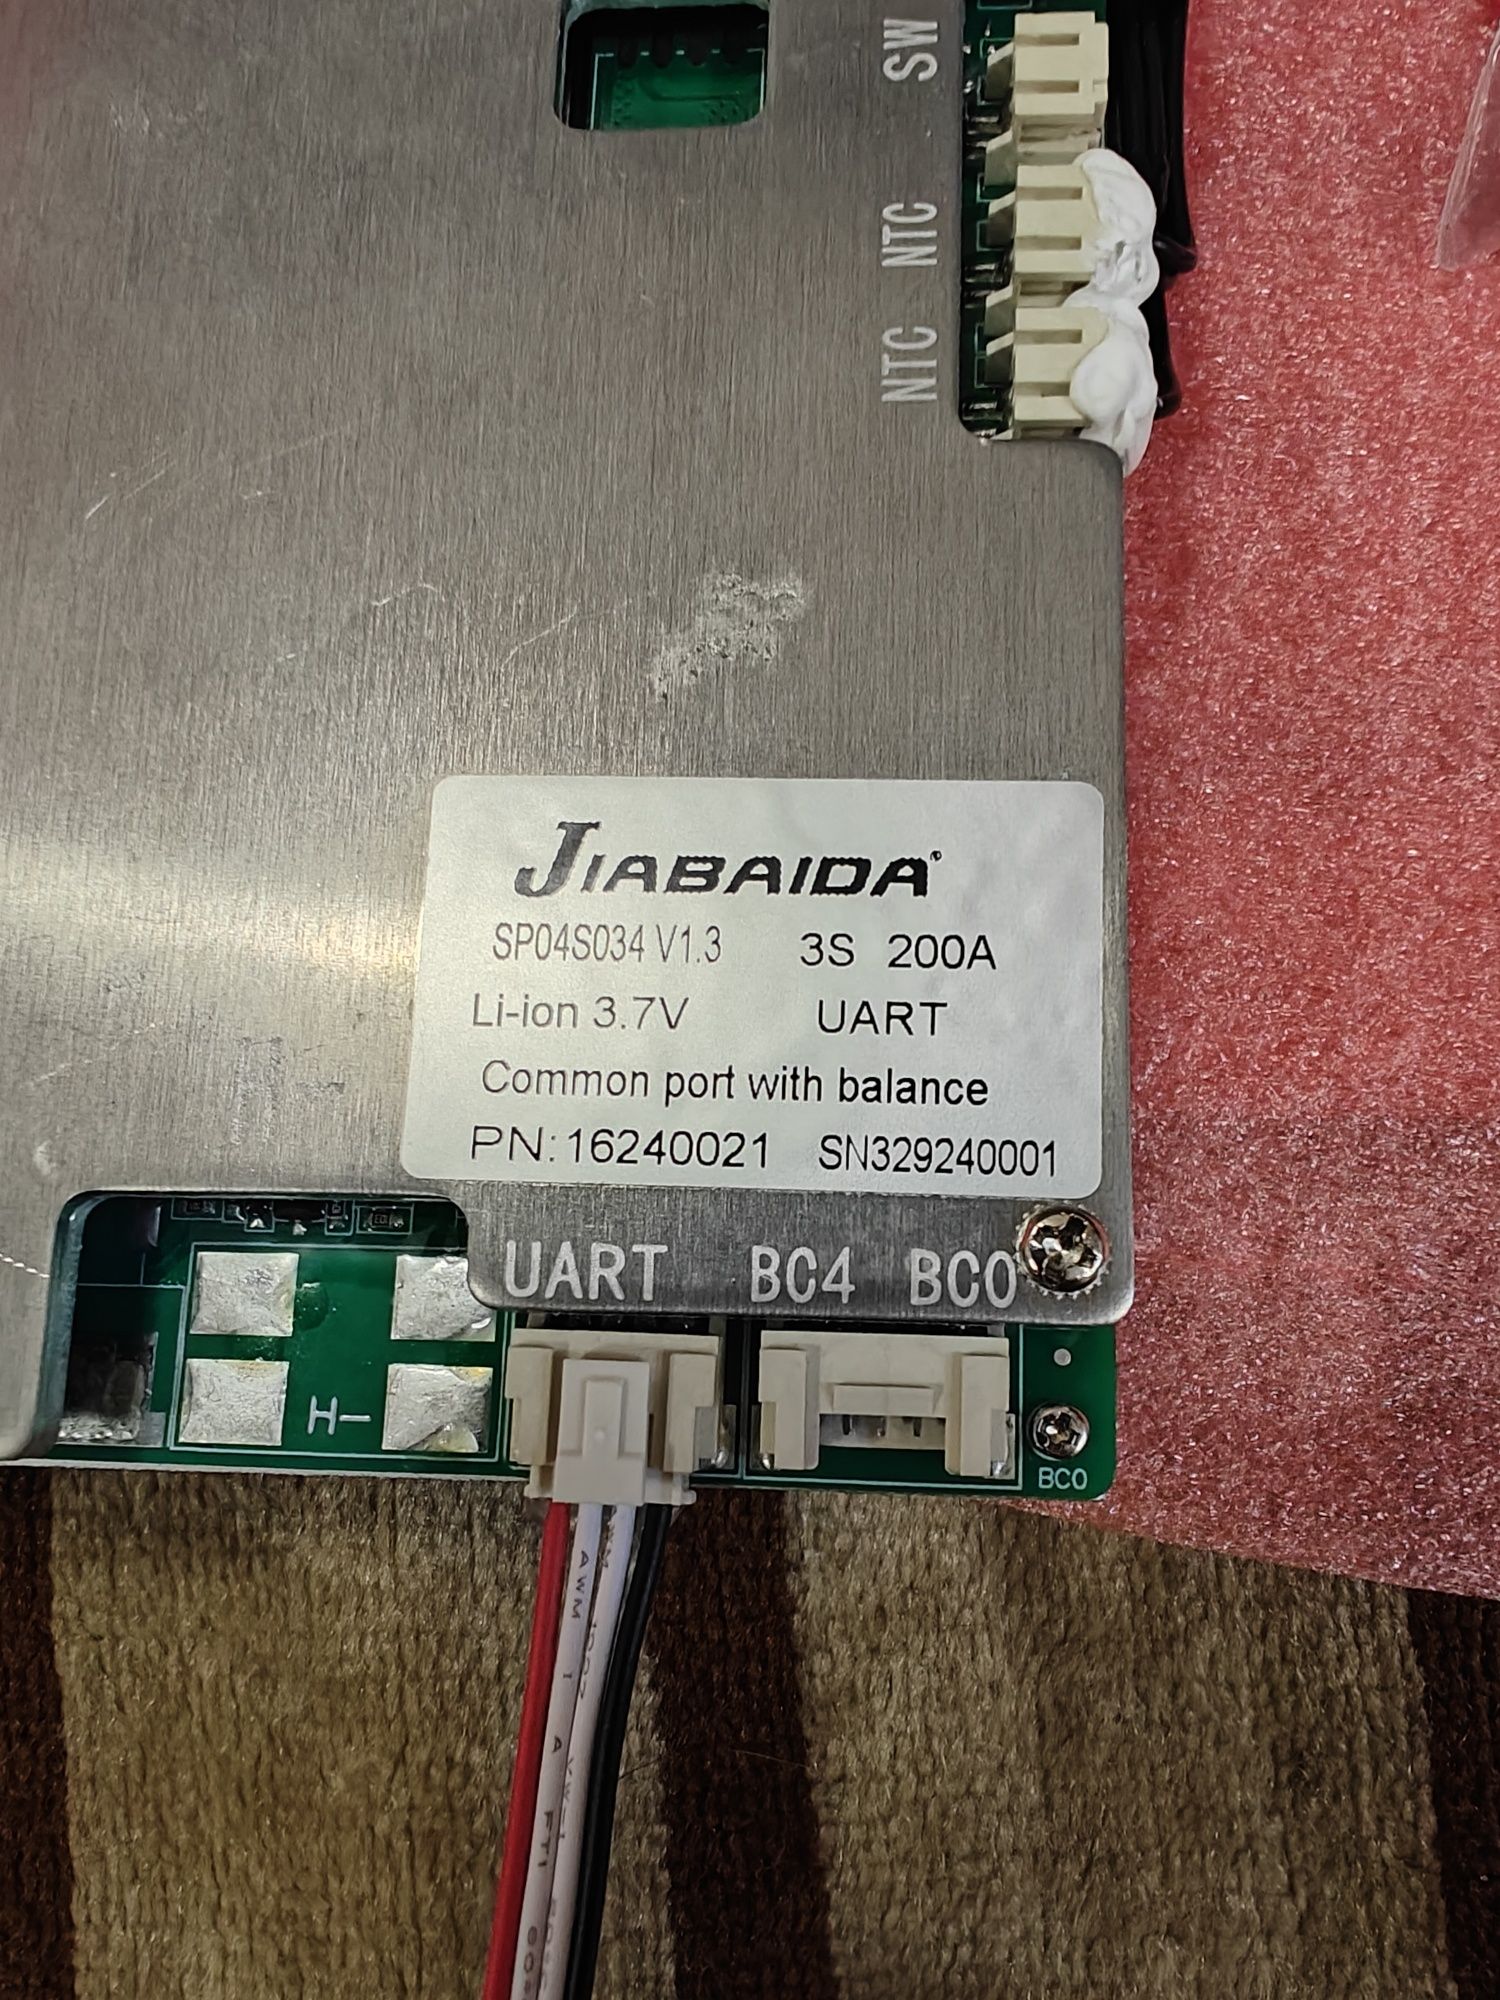 SW
NTC
NTC
JIABAIDA
SP04S034 V1.3 3S 200A
Li-ion 3.7V UART
Common port with balance
PN:16240021 SN329240001
UART BC4 BC0
H-
BC0
AWM